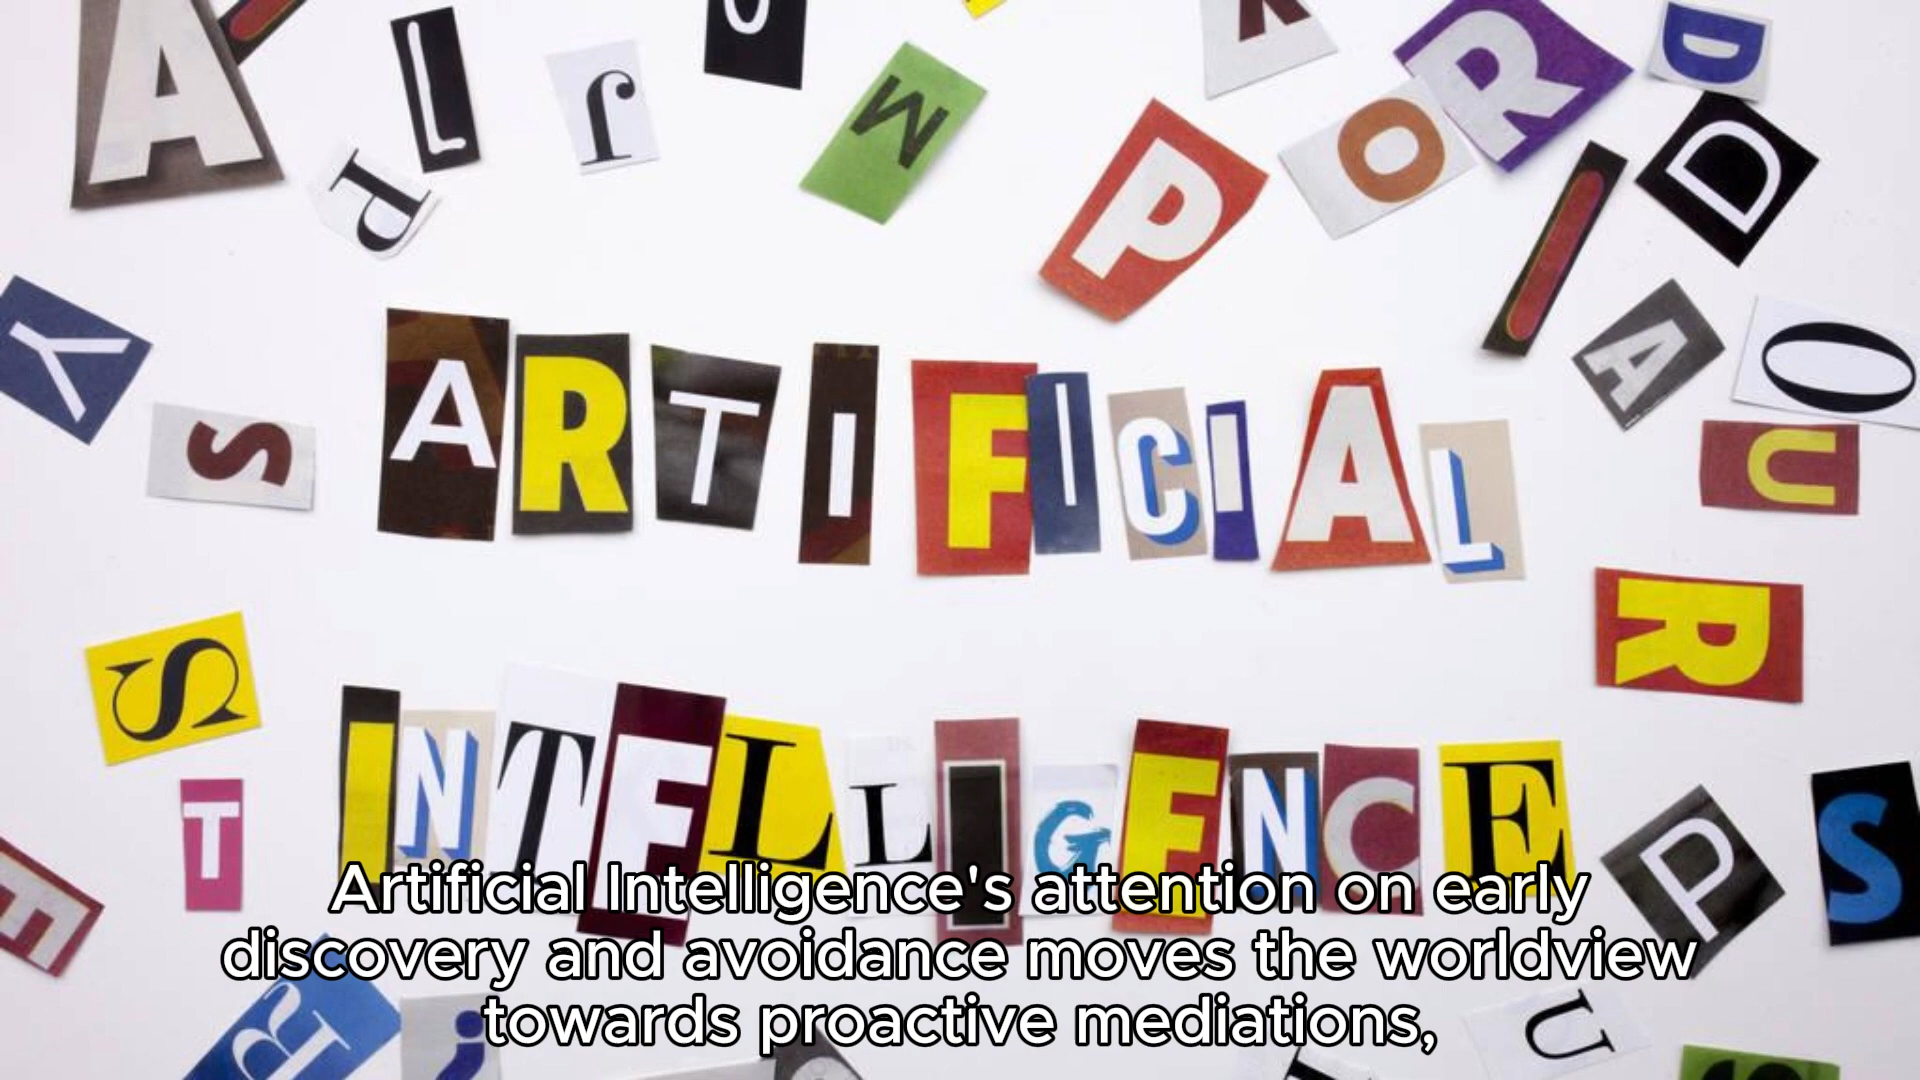 A
L
J
P
M
P
R
O
D
D
A
O
Y
S
U
ARTIFICIAL
S
R
T
INTELLIGENCE
P
S
E
R
U
Artificial Intelligence's attention on early
discovery and avoidance moves the worldview
towards proactive mediations,